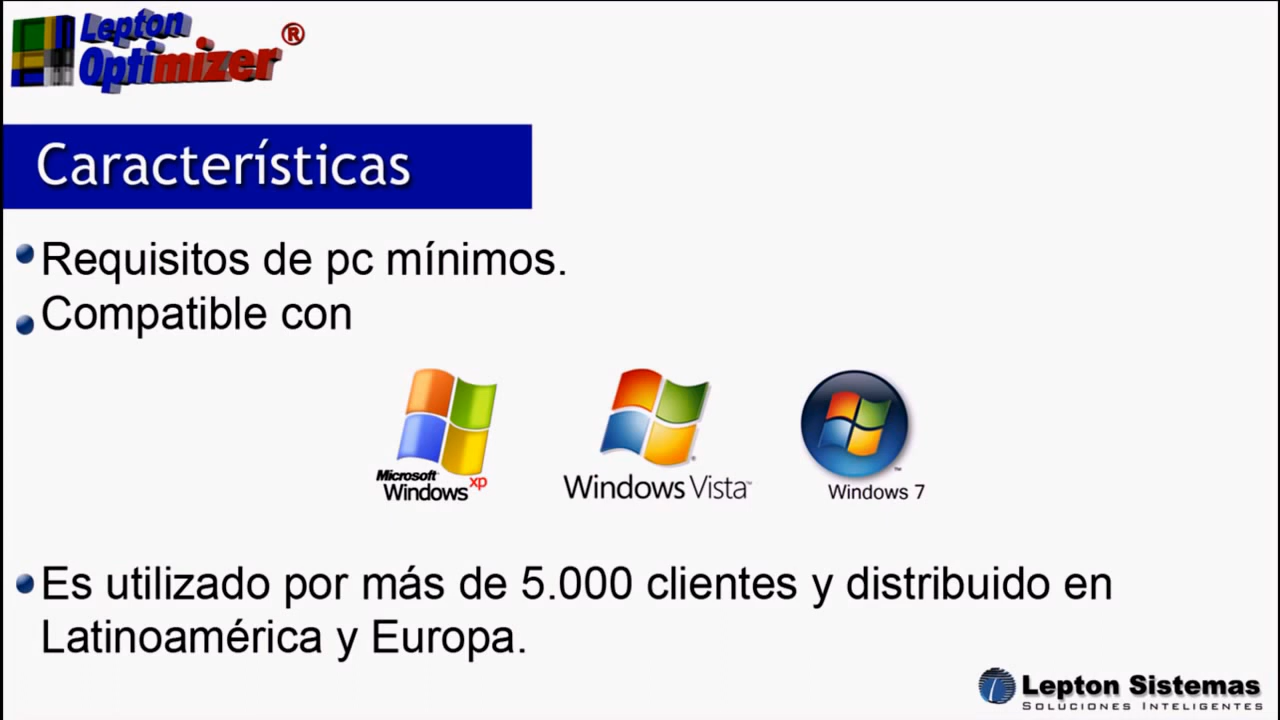 Lepton
Optimizer®
Características
Requisitos de pc mínimos.
Compatible con
Microsoft
Windows xp
Windows Vista™
Windows 7
Es utilizado por más de 5.000 clientes y distribuido en
Latinoamérica y Europa.
Lepton Sistemas
Soluciones Inteligentes